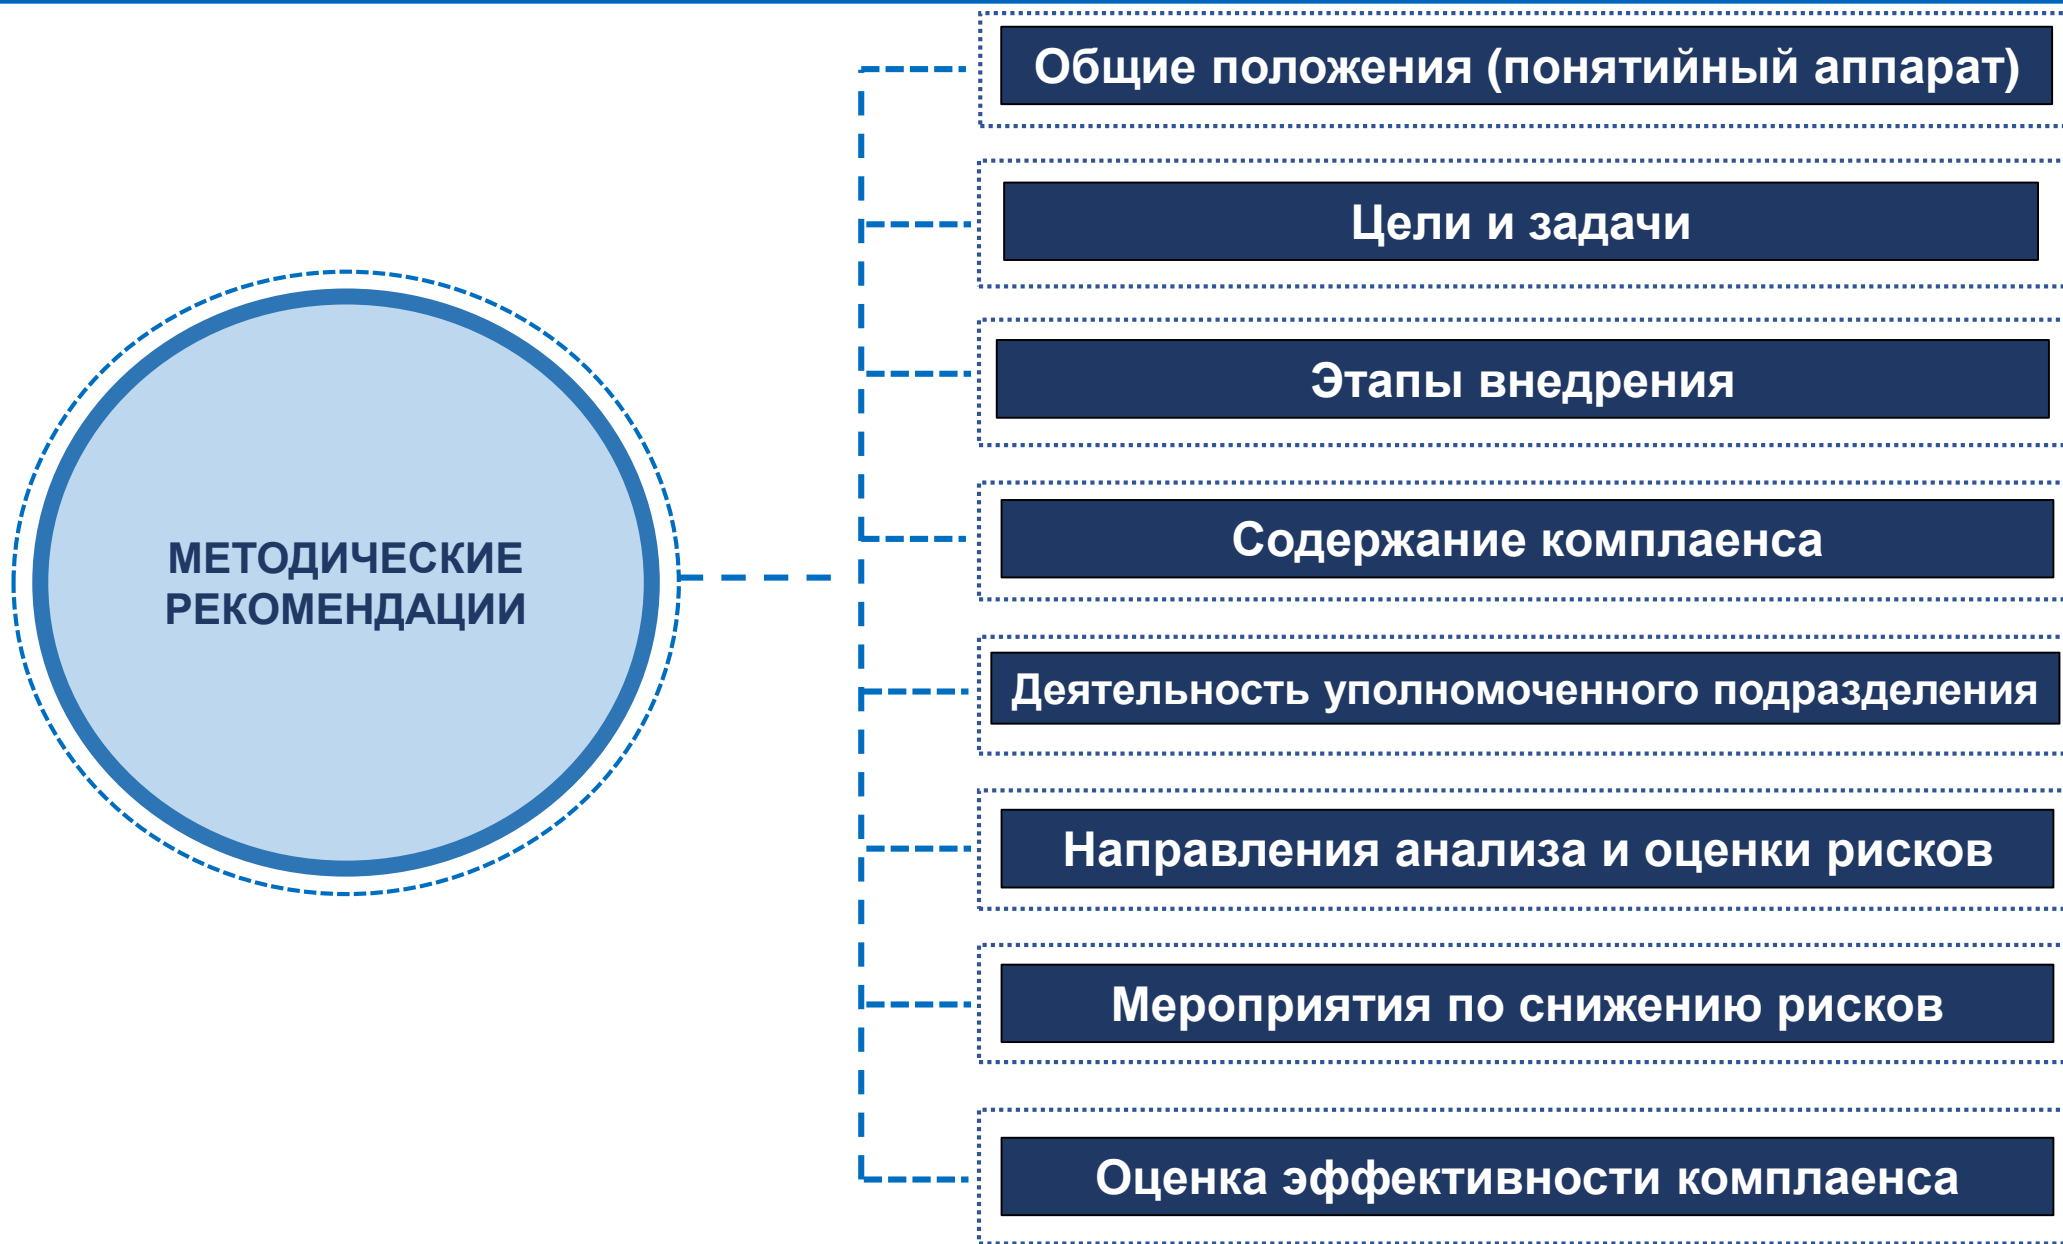 МЕТОДИЧЕСКИЕ
РЕКОМЕНДАЦИИ
Общие положения (понятийный аппарат)
Цели и задачи
Этапы внедрения
Содержание комплаенса
Деятельность уполномоченного подразделения
Направления анализа и оценки рисков
Мероприятия по снижению рисков
Оценка эффективности комплаенса